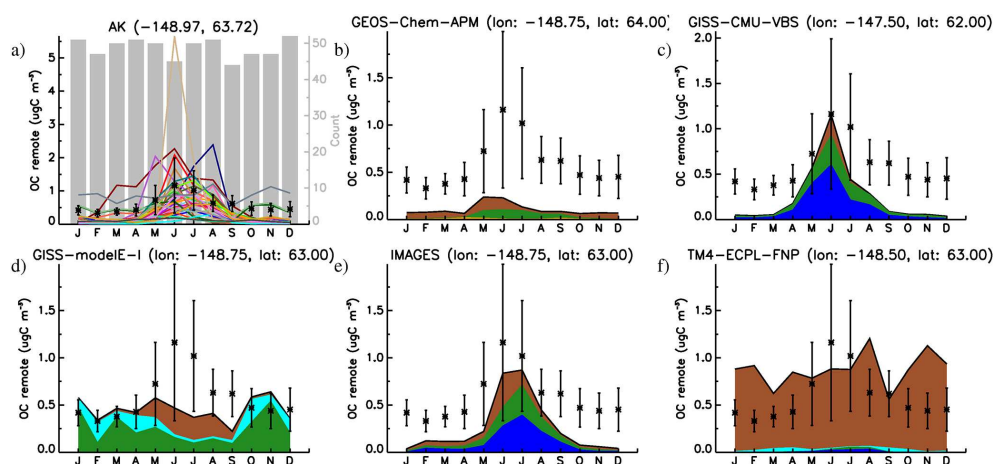 a)
AK (−148.97, 63.72)
OC remote (ugC m⁻³)
5
4
3
2
1
0
50
40
30
20
10
0
Count
J F M A M J J A S O N D
b)
GEOS−Chem−APM (lon: −148.75, lat: 64.00)
OC remote (ugC m⁻³)
1.5
1.0
0.5
0.0
J F M A M J J A S O N D
c)
GISS−CMU−VBS (lon: −147.50, lat: 62.00)
OC remote (ugC m⁻³)
2.0
1.5
1.0
0.5
0.0
J F M A M J J A S O N D
d)
GISS−modelE−I (lon: −148.75, lat: 63.00)
OC remote (ugC m⁻³)
1.5
1.0
0.5
0.0
J F M A M J J A S O N D
e)
IMAGES (lon: −148.75, lat: 63.00)
OC remote (ugC m⁻³)
1.5
1.0
0.5
0.0
J F M A M J J A S O N D
f)
TM4−ECPL−FNP (lon: −148.50, lat: 63.00)
OC remote (ugC m⁻³)
1.5
1.0
0.5
0.0
J F M A M J J A S O N D